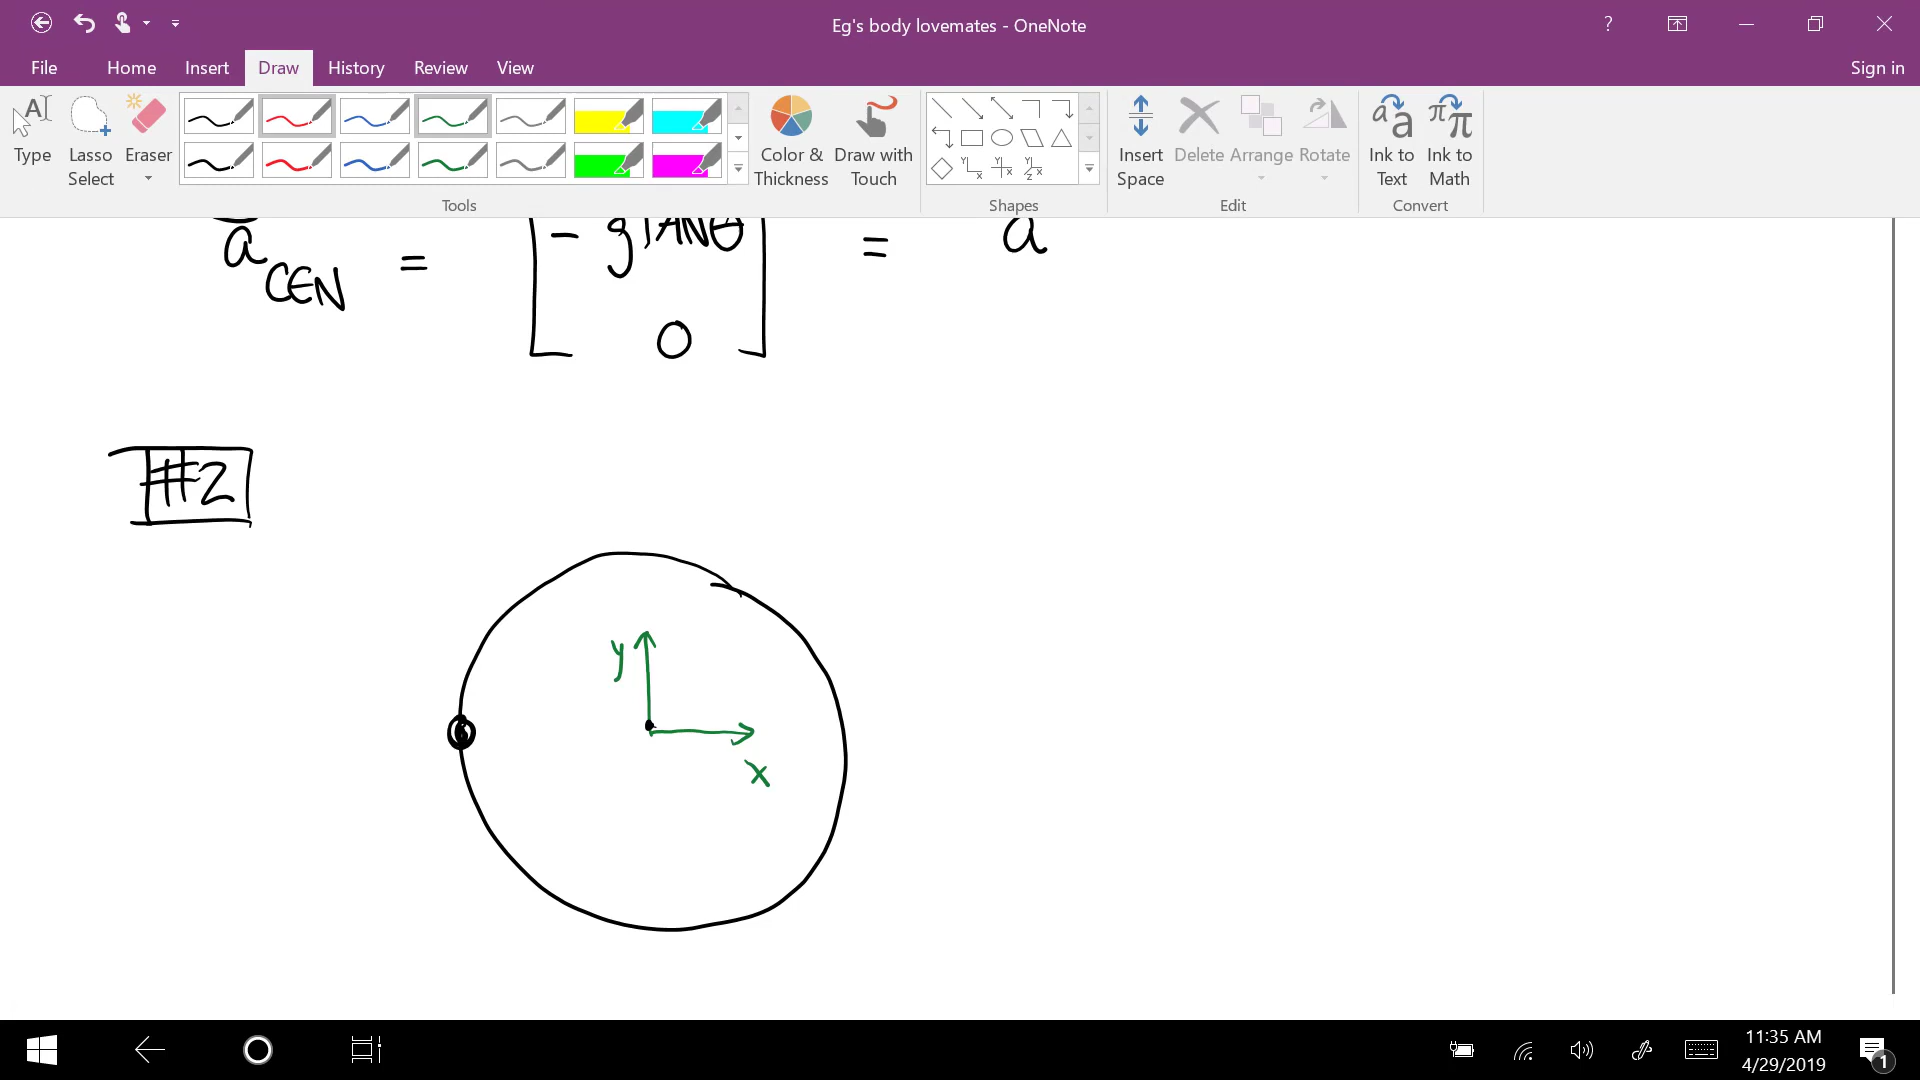 Eg's body lovemates - OneNote
?
File Home Insert Draw History Review View
Sign in
Type
Lasso Select
Eraser
Color & Thickness
Draw with Touch
Insert Space
Delete
Arrange
Rotate
Ink to Text
Ink to Math
Tools
Shapes
Edit
Convert
a CEN = [ - gTANθ 0 ] = a
#2
y
x
11:35 AM
4/29/2019
1